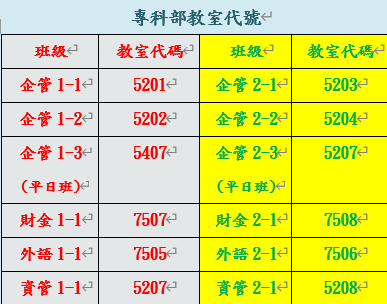 專科部教室代號
班級 教室代碼 班級 教室代碼
企管 1-1 5201 企管 2-1 5203
企管 1-2 5202 企管 2-2 5204
企管 1-3 5407 企管 2-3 5207
(平日班) (平日班)
財金 1-1 7507 財金 2-1 7508
外語 1-1 7505 外語 2-1 7506
資管 1-1 5207 資管 2-1 5208